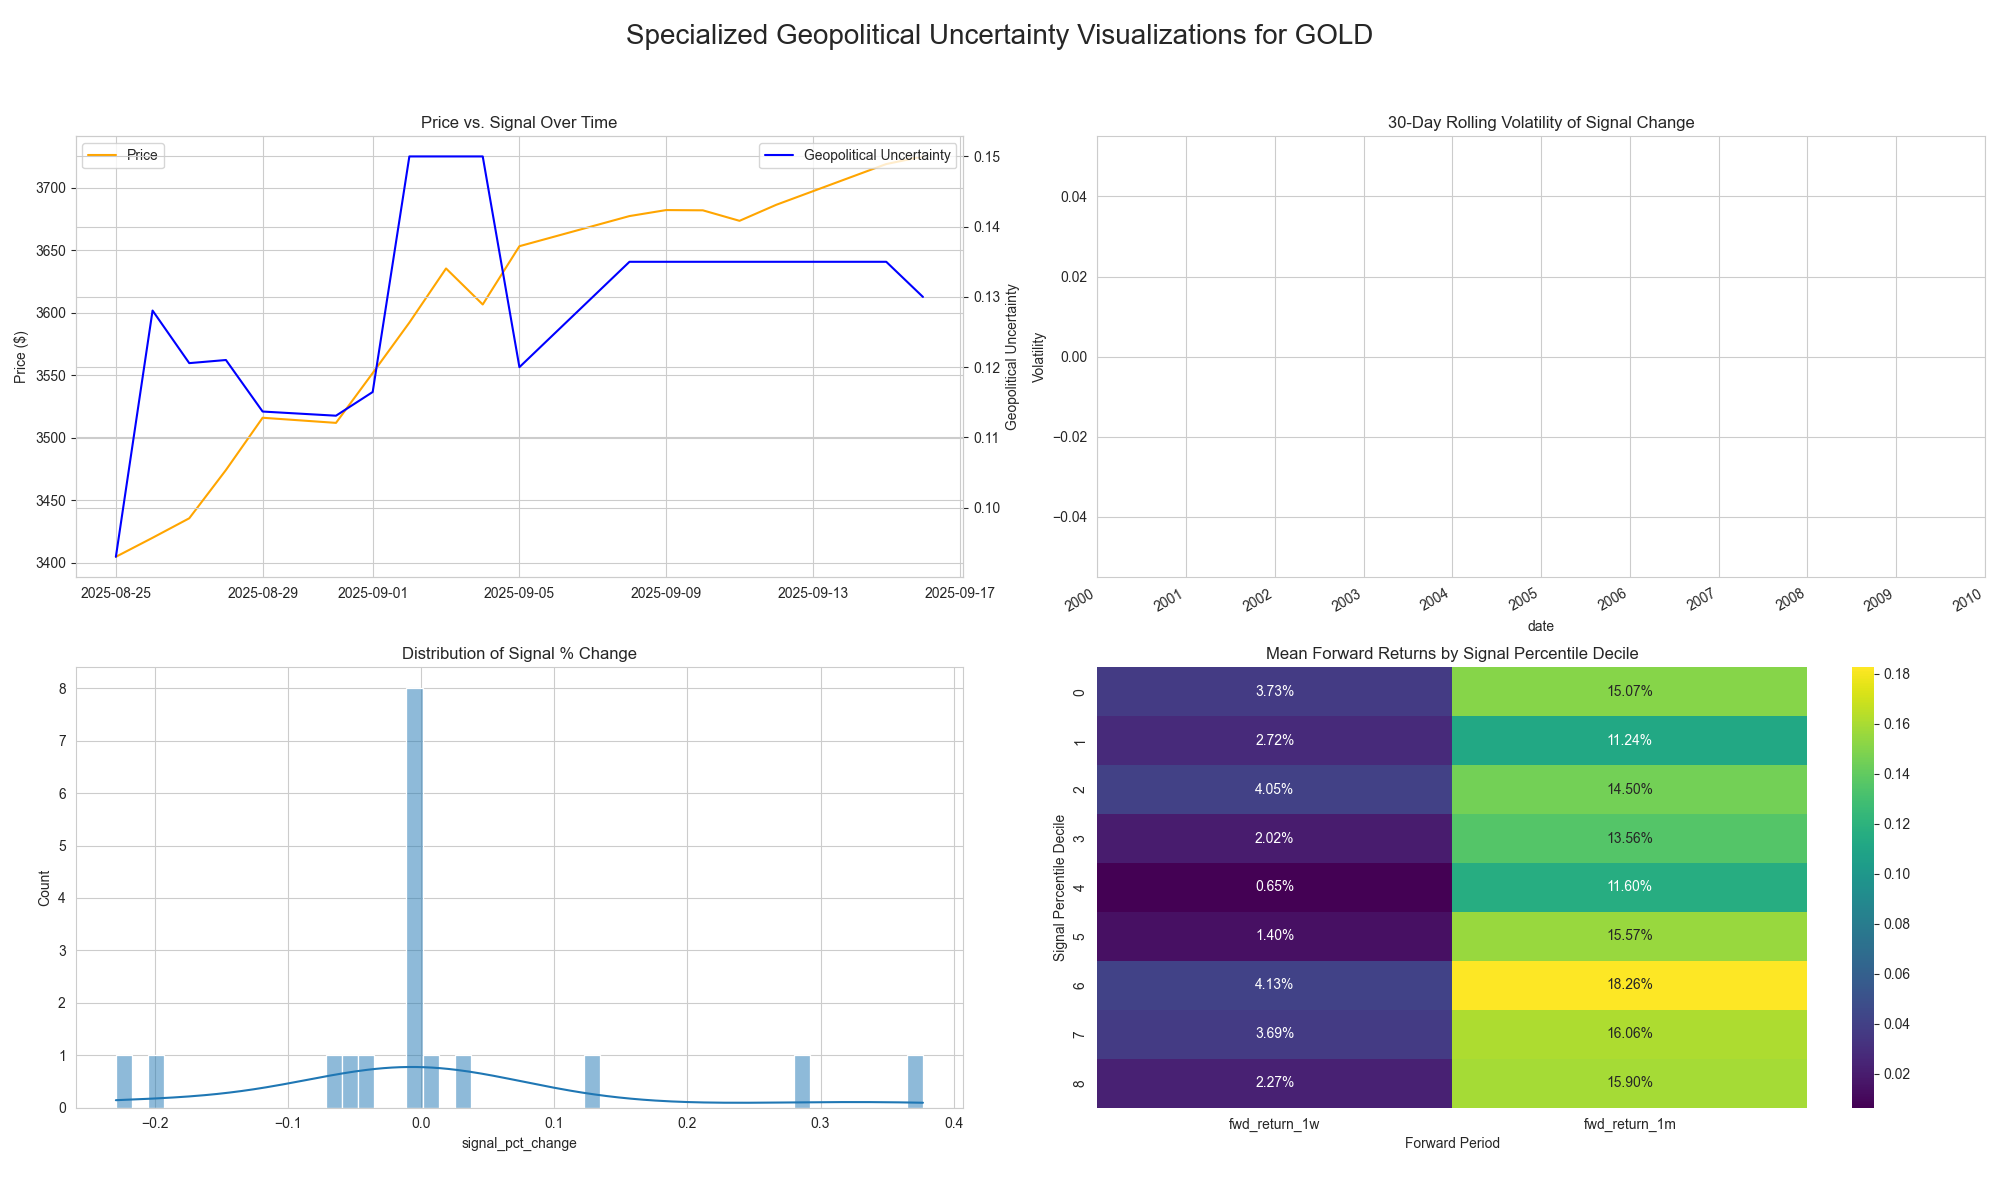 Specialized Geopolitical Uncertainty Visualizations for GOLD
Price vs. Signal Over Time
Price
Geopolitical Uncertainty
3700
3650
3600
3550
3500
3450
3400
Price ($)
0.15
0.14
0.13
0.12
0.11
0.10
Geopolitical Uncertainty
2025-08-25 2025-08-29 2025-09-01 2025-09-05 2025-09-09 2025-09-13 2025-09-17
30-Day Rolling Volatility of Signal Change
0.04
0.02
0.00
−0.02
−0.04
Volatility
2000 2001 2002 2003 2004 2005 2006 2007 2008 2009 2010
date
Distribution of Signal % Change
8
7
6
5
4
3
2
1
0
Count
−0.2 −0.1 0.0 0.1 0.2 0.3 0.4
signal_pct_change
Mean Forward Returns by Signal Percentile Decile
Signal Percentile Decile
0 3.73% 15.07%
1 2.72% 11.24%
2 4.05% 14.50%
3 2.02% 13.56%
4 0.65% 11.60%
5 1.40% 15.57%
6 4.13% 18.26%
7 3.69% 16.06%
8 2.27% 15.90%
fwd_return_1w fwd_return_1m
Forward Period
0.18
0.16
0.14
0.12
0.10
0.08
0.06
0.04
0.02